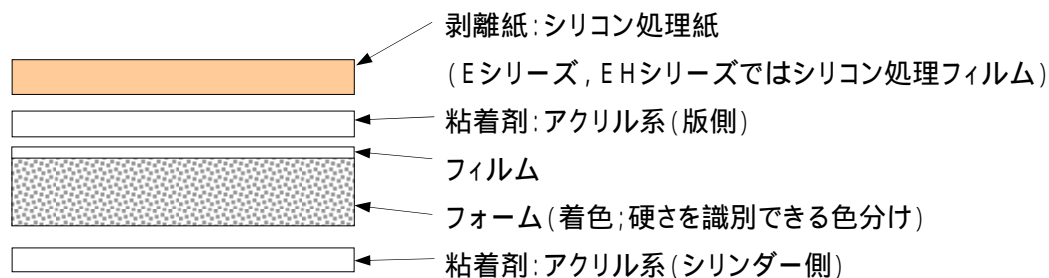 剥離紙:シリコン処理紙
(Eシリーズ,EHシリーズではシリコン処理フィルム)
粘着剤:アクリル系(版側)
フィルム
フォーム(着色;硬さを識別できる色分け)
粘着剤:アクリル系(シリンダー側)